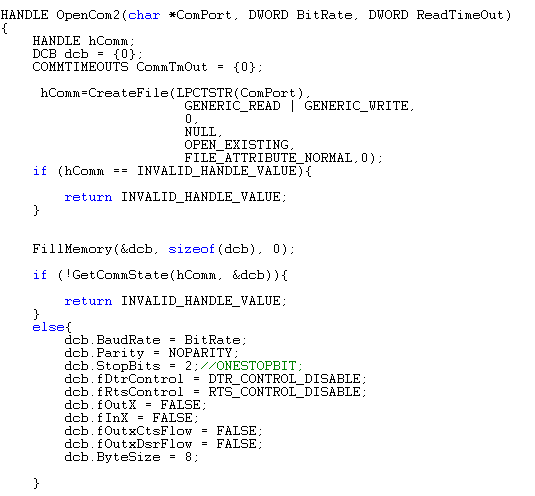 HANDLE OpenCom2(char *ComPort, DWORD BitRate, DWORD ReadTimeOut)
{
    HANDLE hComm;
    DCB dcb = {0};
    COMMTIMEOUTS CommTmOut = {0};
     hComm=CreateFile(LPCTSTR(ComPort),
                       GENERIC_READ | GENERIC_WRITE,
                       0,
                       NULL,
                       OPEN_EXISTING,
                       FILE_ATTRIBUTE_NORMAL,0);
    if (hComm == INVALID_HANDLE_VALUE){
        return INVALID_HANDLE_VALUE;
    }
    FillMemory(&dcb, sizeof(dcb), 0);
    if (!GetCommState(hComm, &dcb)){
        return INVALID_HANDLE_VALUE;
    }
    else{
        dcb.BaudRate = BitRate;
        dcb.Parity = NOPARITY;
        dcb.StopBits = 2;//ONESTOPBIT;
        dcb.fDtrControl = DTR_CONTROL_DISABLE;
        dcb.fRtsControl = RTS_CONTROL_DISABLE;
        dcb.fOutX = FALSE;
        dcb.fInX = FALSE;
        dcb.fOutxCtsFlow = FALSE;
        dcb.fOutxDsrFlow = FALSE;
        dcb.ByteSize = 8;
    }